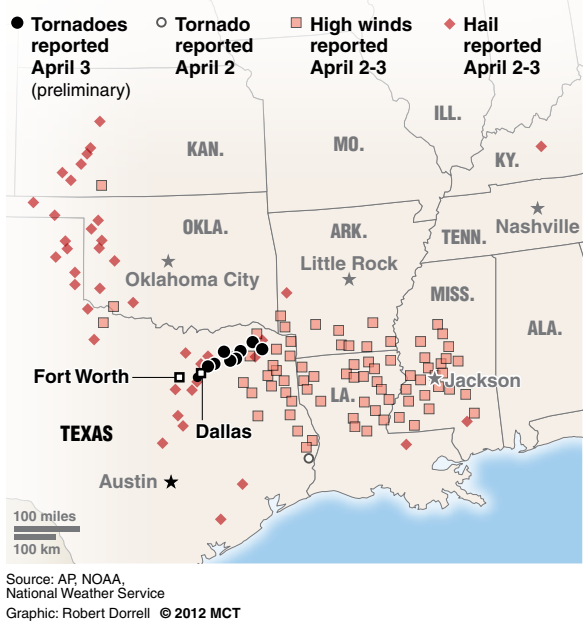 Tornadoes
reported
April 3
(preliminary)
Tornado
reported
April 2
High winds
reported
April 2-3
Hail
reported
April 2-3
ILL.
KAN.
MO.
KY.
OKLA.
ARK.
TENN.
Nashville
Little Rock
Oklahoma City
MISS.
ALA.
Fort Worth
LA.
Jackson
TEXAS
Dallas
Austin
100 miles
100 km
Source: AP, NOAA,
National Weather Service
Graphic: Robert Dorrell © 2012 MCT